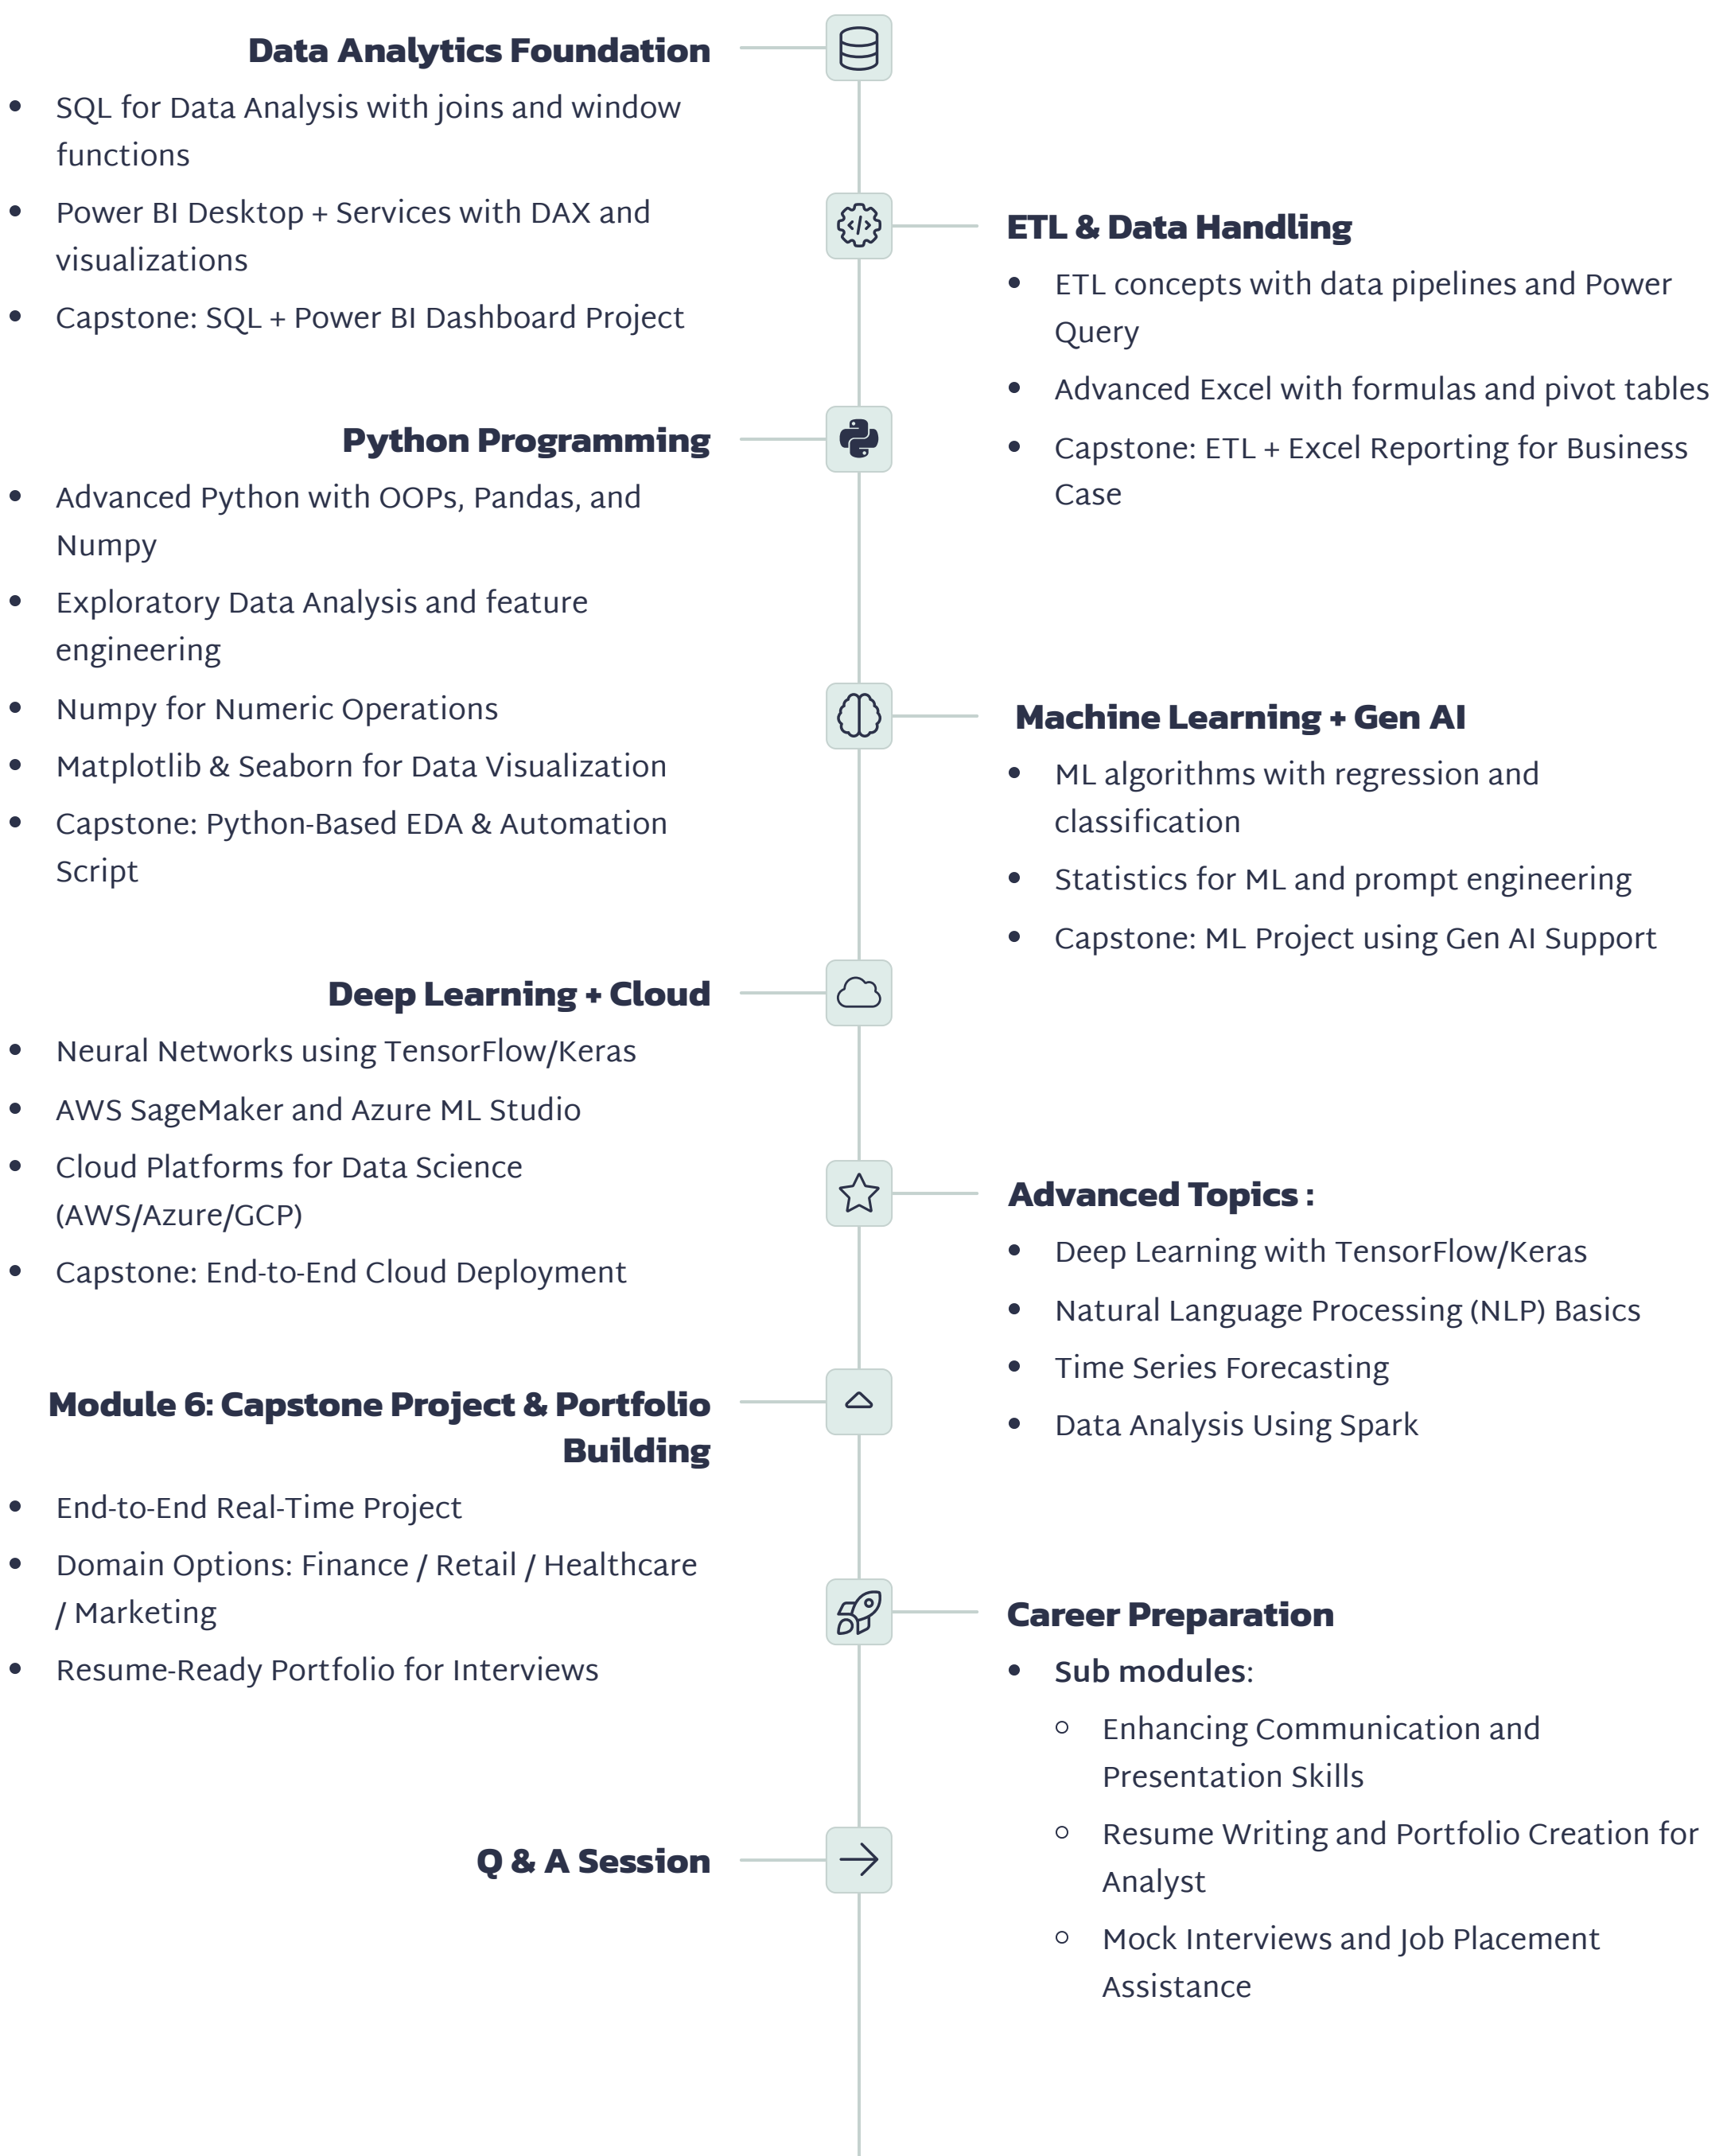 Data Analytics Foundation
SQL for Data Analysis with joins and window
functions
Power BI Desktop + Services with DAX and
visualizations
Capstone: SQL + Power BI Dashboard Project
ETL & Data Handling
ETL concepts with data pipelines and Power
Query
Advanced Excel with formulas and pivot tables
Capstone: ETL + Excel Reporting for Business
Case
Python Programming
Advanced Python with OOPs, Pandas, and
Numpy
Exploratory Data Analysis and feature
engineering
Numpy for Numeric Operations
Matplotlib & Seaborn for Data Visualization
Capstone: Python-Based EDA & Automation
Script
Machine Learning + Gen AI
ML algorithms with regression and
classification
Statistics for ML and prompt engineering
Capstone: ML Project using Gen AI Support
Deep Learning + Cloud
Neural Networks using TensorFlow/Keras
AWS SageMaker and Azure ML Studio
Cloud Platforms for Data Science
(AWS/Azure/GCP)
Capstone: End-to-End Cloud Deployment
Advanced Topics :
Deep Learning with TensorFlow/Keras
Natural Language Processing (NLP) Basics
Time Series Forecasting
Data Analysis Using Spark
Module 6: Capstone Project & Portfolio
Building
End-to-End Real-Time Project
Domain Options: Finance / Retail / Healthcare
/ Marketing
Resume-Ready Portfolio for Interviews
Career Preparation
Sub modules:
Enhancing Communication and
Presentation Skills
Resume Writing and Portfolio Creation for
Analyst
Mock Interviews and Job Placement
Assistance
Q & A Session